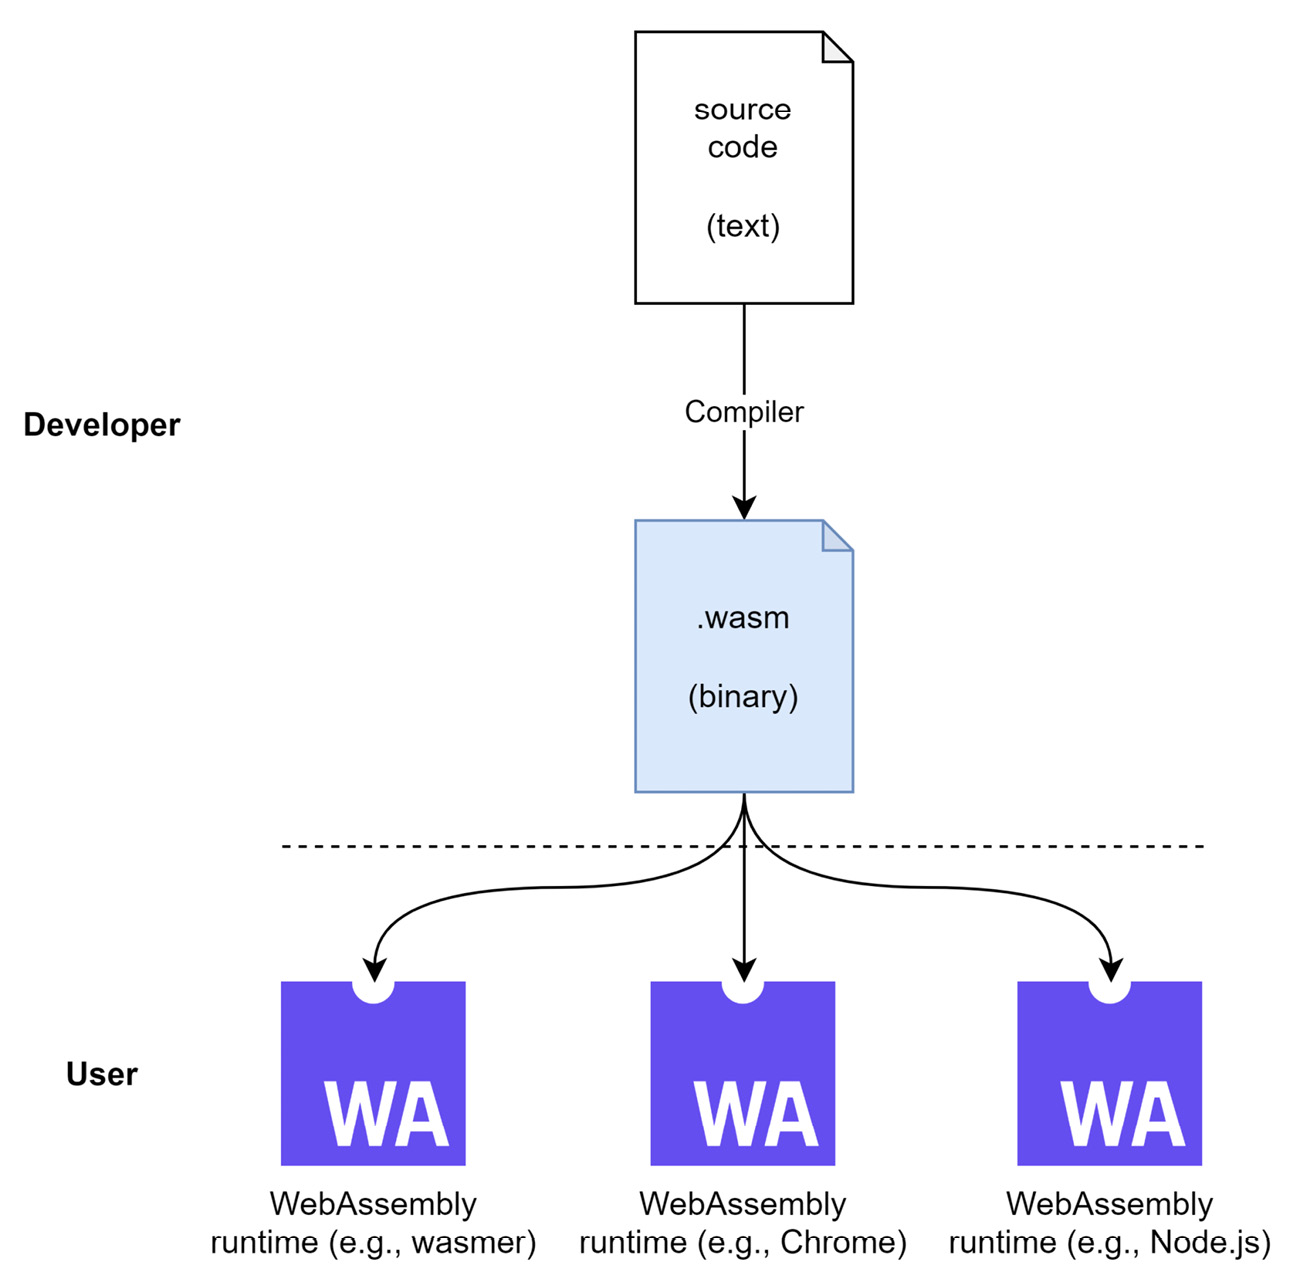 source
code
(text)
Compiler
Developer
.wasm
(binary)
User
WA
WA
WA
WebAssembly
runtime (e.g., wasmer)
WebAssembly
runtime (e.g., Chrome)
WebAssembly
runtime (e.g., Node.js)